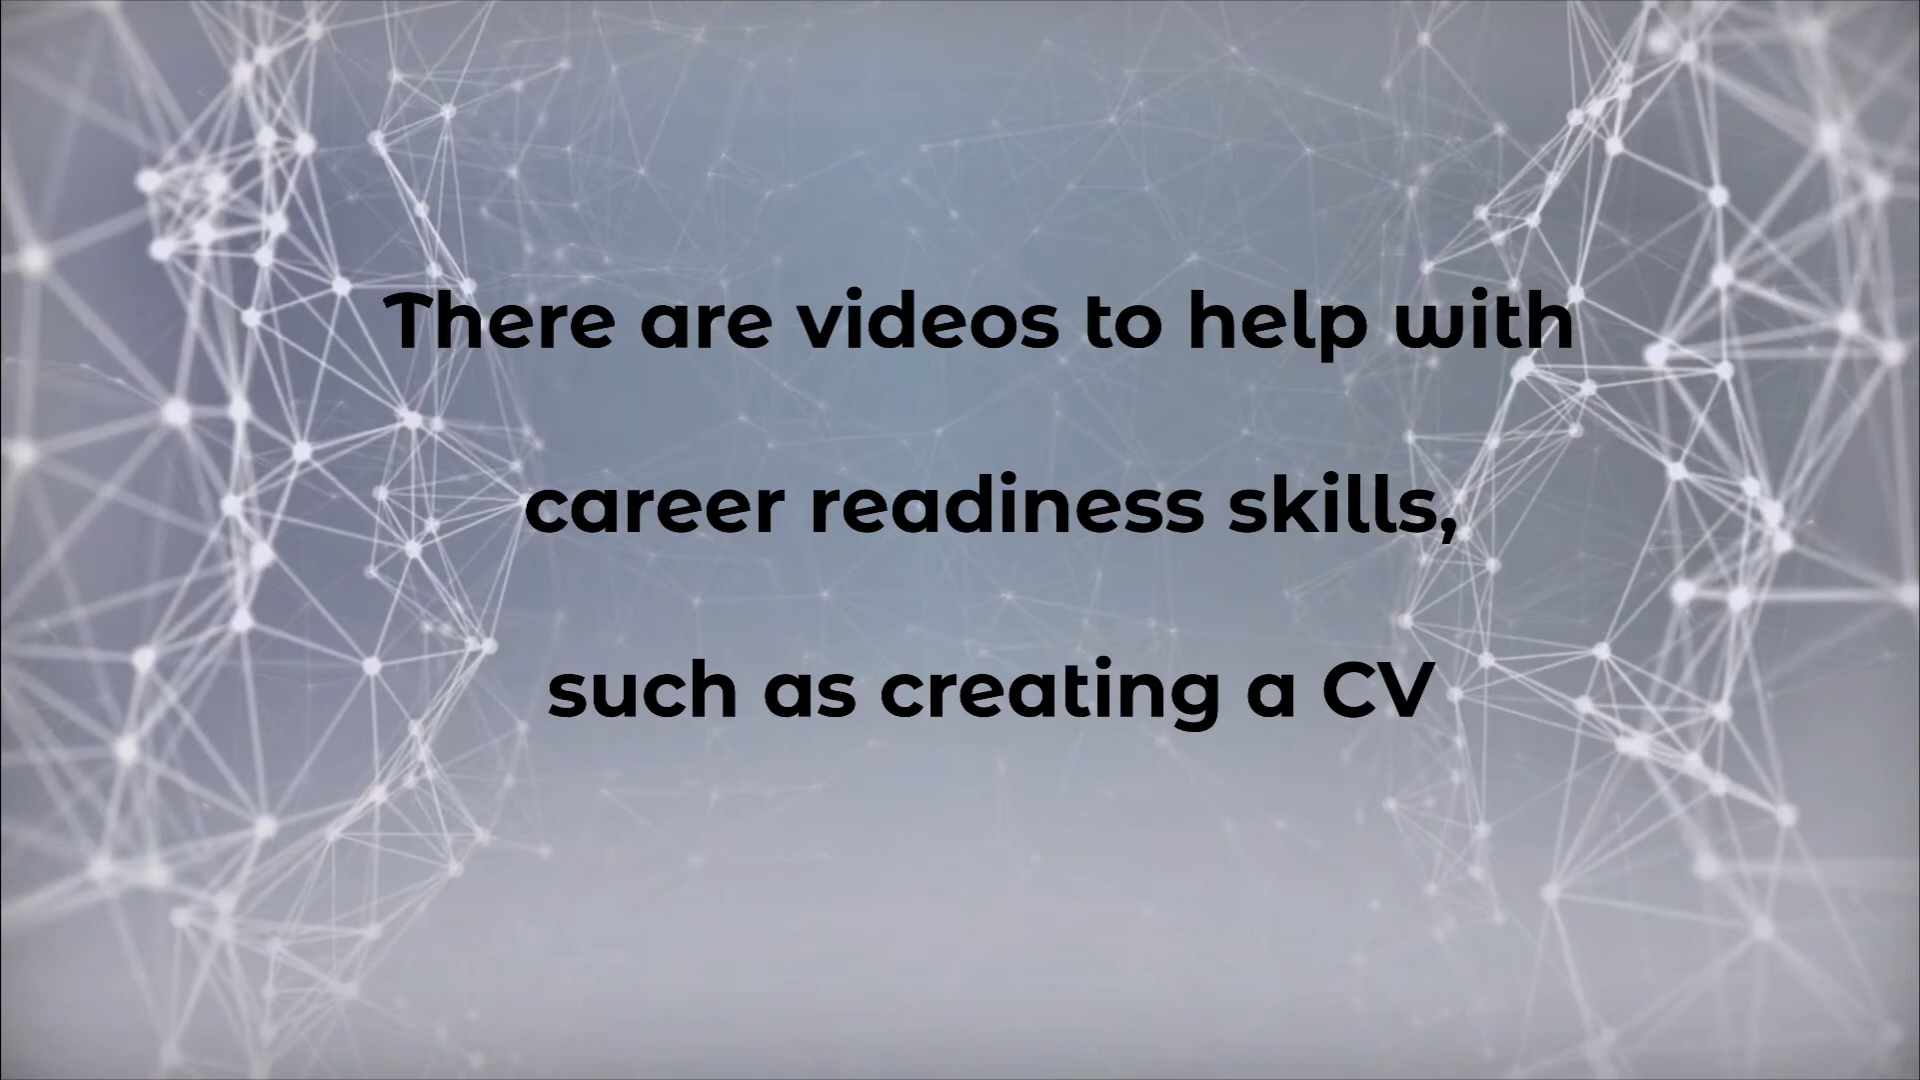 There are videos to help with
career readiness skills,
such as creating a CV